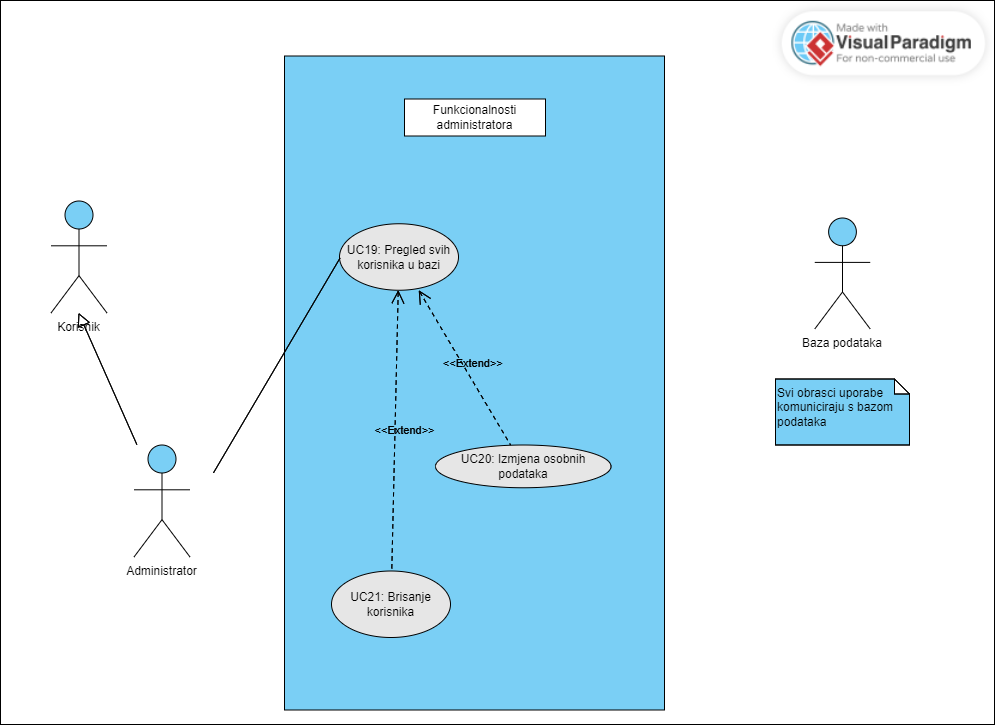 Made with
Visual Paradigm
For non-commercial use
Funkcionalnosti
administratora
UC19: Pregled svih
korisnika u bazi
Korisnik
Baza podataka
<<Extend>>
Svi obrasci uporabe
komuniciraju s bazom
podataka
<<Extend>>
UC20: Izmjena osobnih
podataka
Administrator
UC21: Brisanje
korisnika